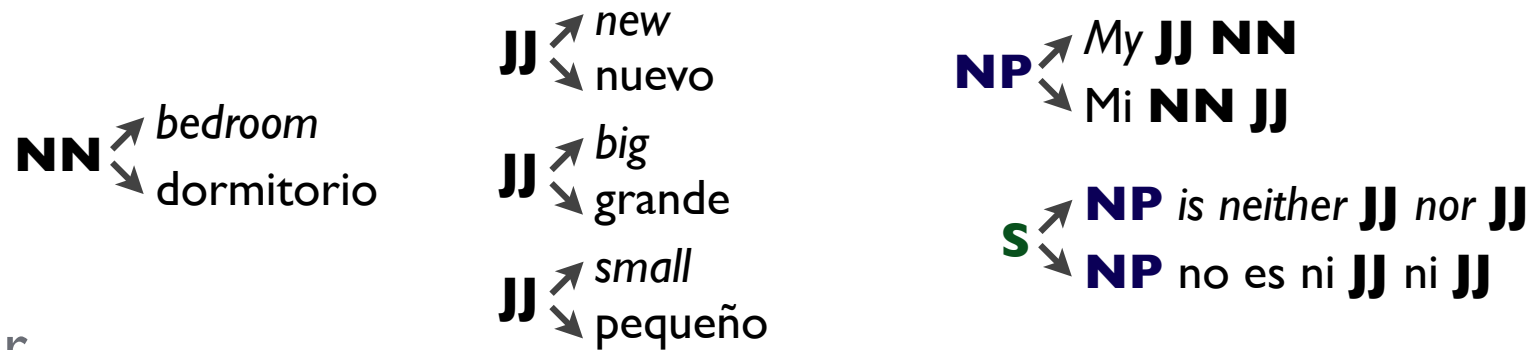 NN
bedroom
dormitorio
JJ
new
nuevo
JJ
big
grande
JJ
small
pequeño
NP
My JJ NN
Mi NN JJ
S
NP is neither JJ nor JJ
NP no es ni JJ ni JJ